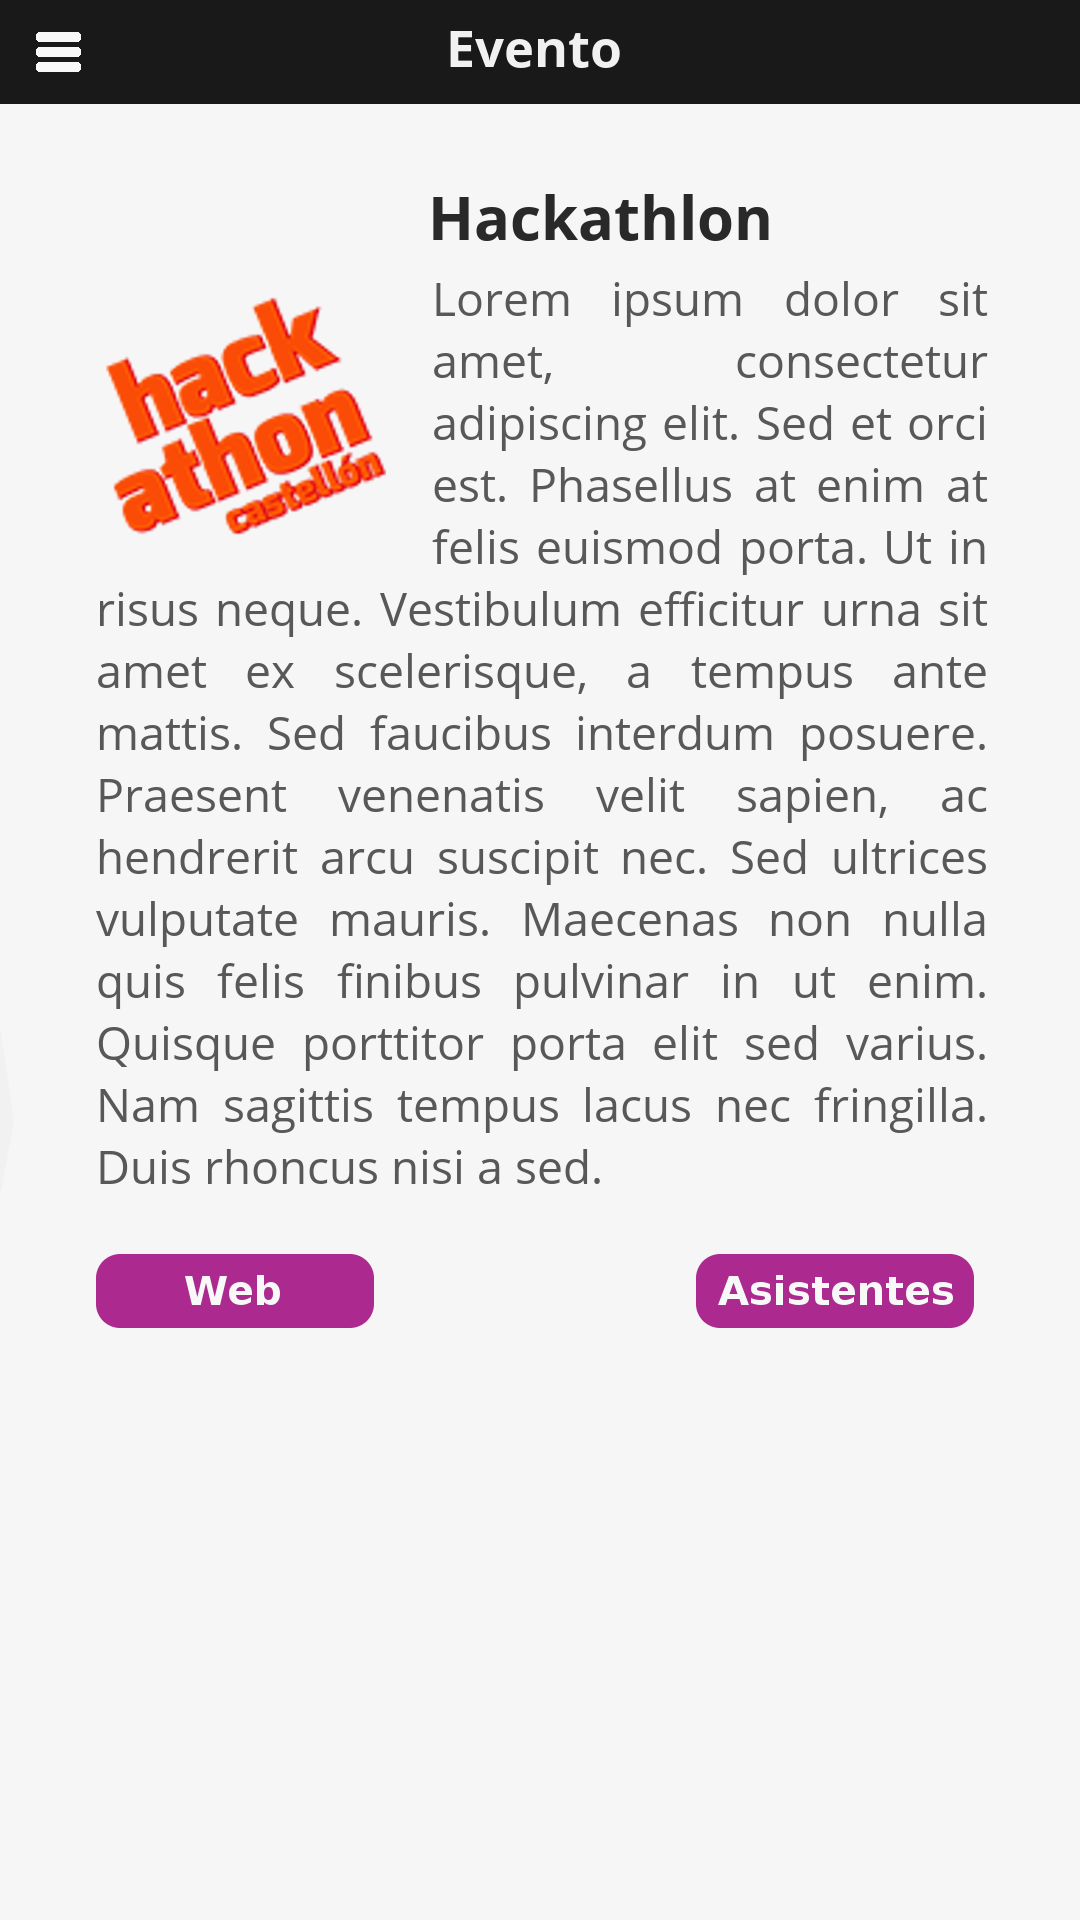 Evento
Hackathlon
hack
athon
castellón
Lorem ipsum dolor sit
amet, consectetur
adipiscing elit. Sed et orci
est. Phasellus at enim at
felis euismod porta. Ut in
risus neque. Vestibulum efficitur urna sit
amet ex scelerisque, a tempus ante
mattis. Sed faucibus interdum posuere.
Praesent venenatis velit sapien, ac
hendrerit arcu suscipit nec. Sed ultrices
vulputate mauris. Maecenas non nulla
quis felis finibus pulvinar in ut enim.
Quisque porttitor porta elit sed varius.
Nam sagittis tempus lacus nec fringilla.
Duis rhoncus nisi a sed.
Web
Asistentes